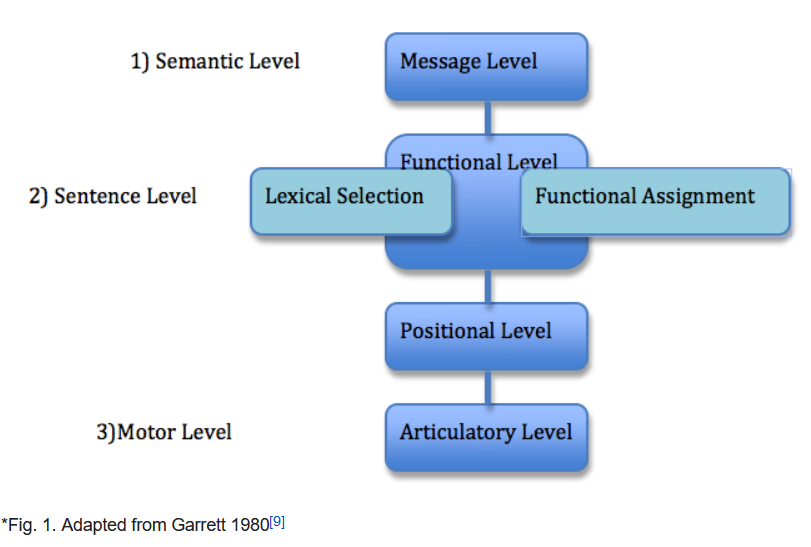 1) Semantic Level
Message Level
Functional Level
2) Sentence Level
Lexical Selection
Functional Assignment
Positional Level
3)Motor Level
Articulatory Level
*Fig. 1. Adapted from Garrett 1980[9]